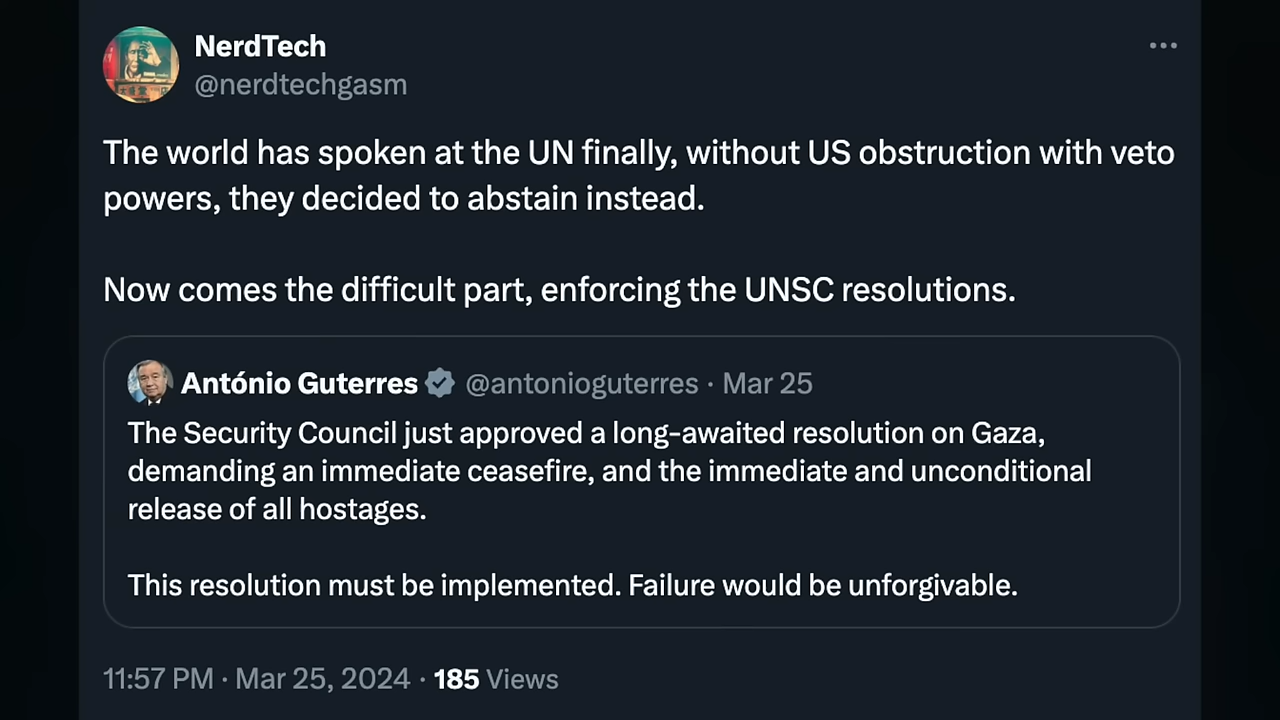 NerdTech
@nerdtechgasm
The world has spoken at the UN finally, without US obstruction with veto
powers, they decided to abstain instead.
Now comes the difficult part, enforcing the UNSC resolutions.
António Guterres @antonioguterres · Mar 25
The Security Council just approved a long-awaited resolution on Gaza,
demanding an immediate ceasefire, and the immediate and unconditional
release of all hostages.
This resolution must be implemented. Failure would be unforgivable.
11:57 PM · Mar 25, 2024 · 185 Views